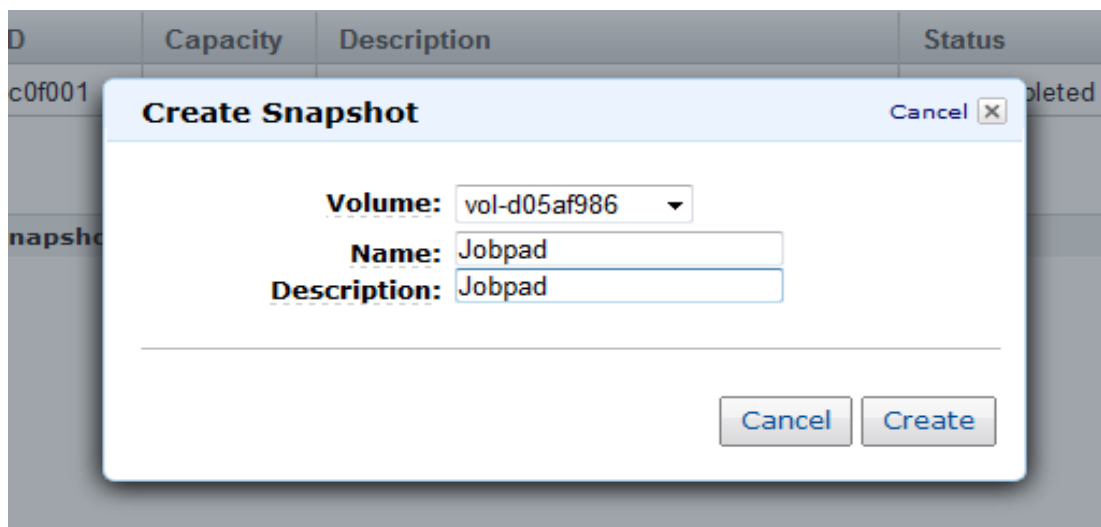 D Capacity Description Status
c0f001 pleted
Create Snapshot Cancel
Volume: vol-d05af986
napsho
Name: Jobpad
Description: Jobpad
Cancel Create